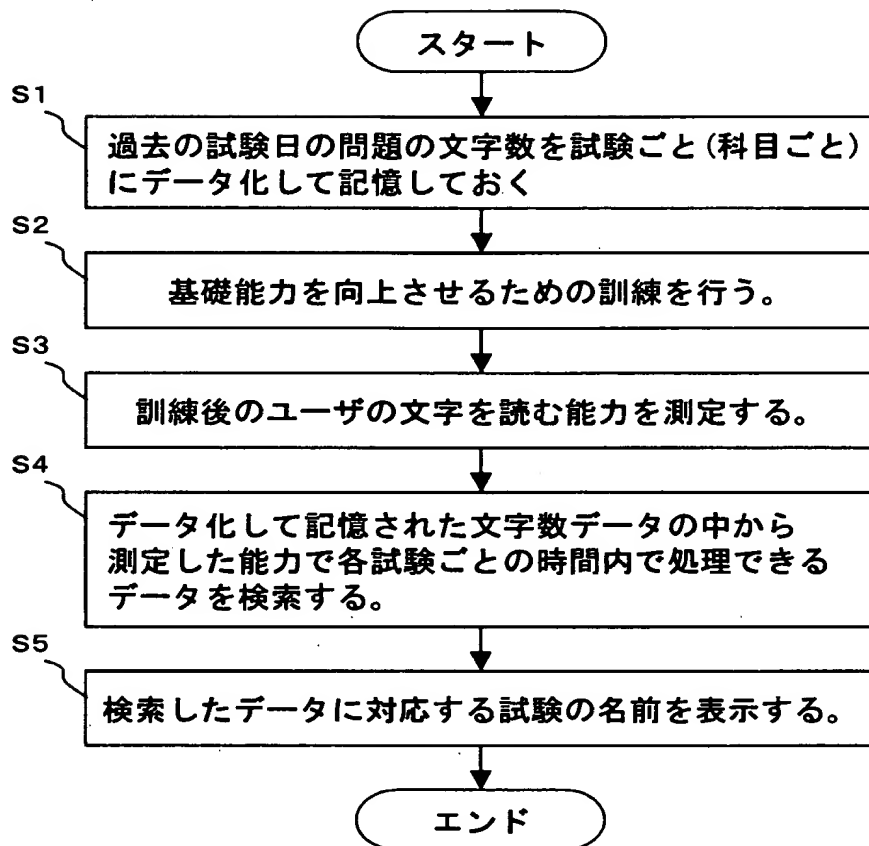 スタート
S1
過去の試験日の問題の文字数を試験ごと(科目ごと)
にデータ化して記憶しておく
S2
基礎能力を向上させるための訓練を行う。
S3
訓練後のユーザの文字を読む能力を測定する。
S4
データ化して記憶された文字数データの中から
測定した能力で各試験ごとの時間内で処理できる
データを検索する。
S5
検索したデータに対応する試験の名前を表示する。
エンド